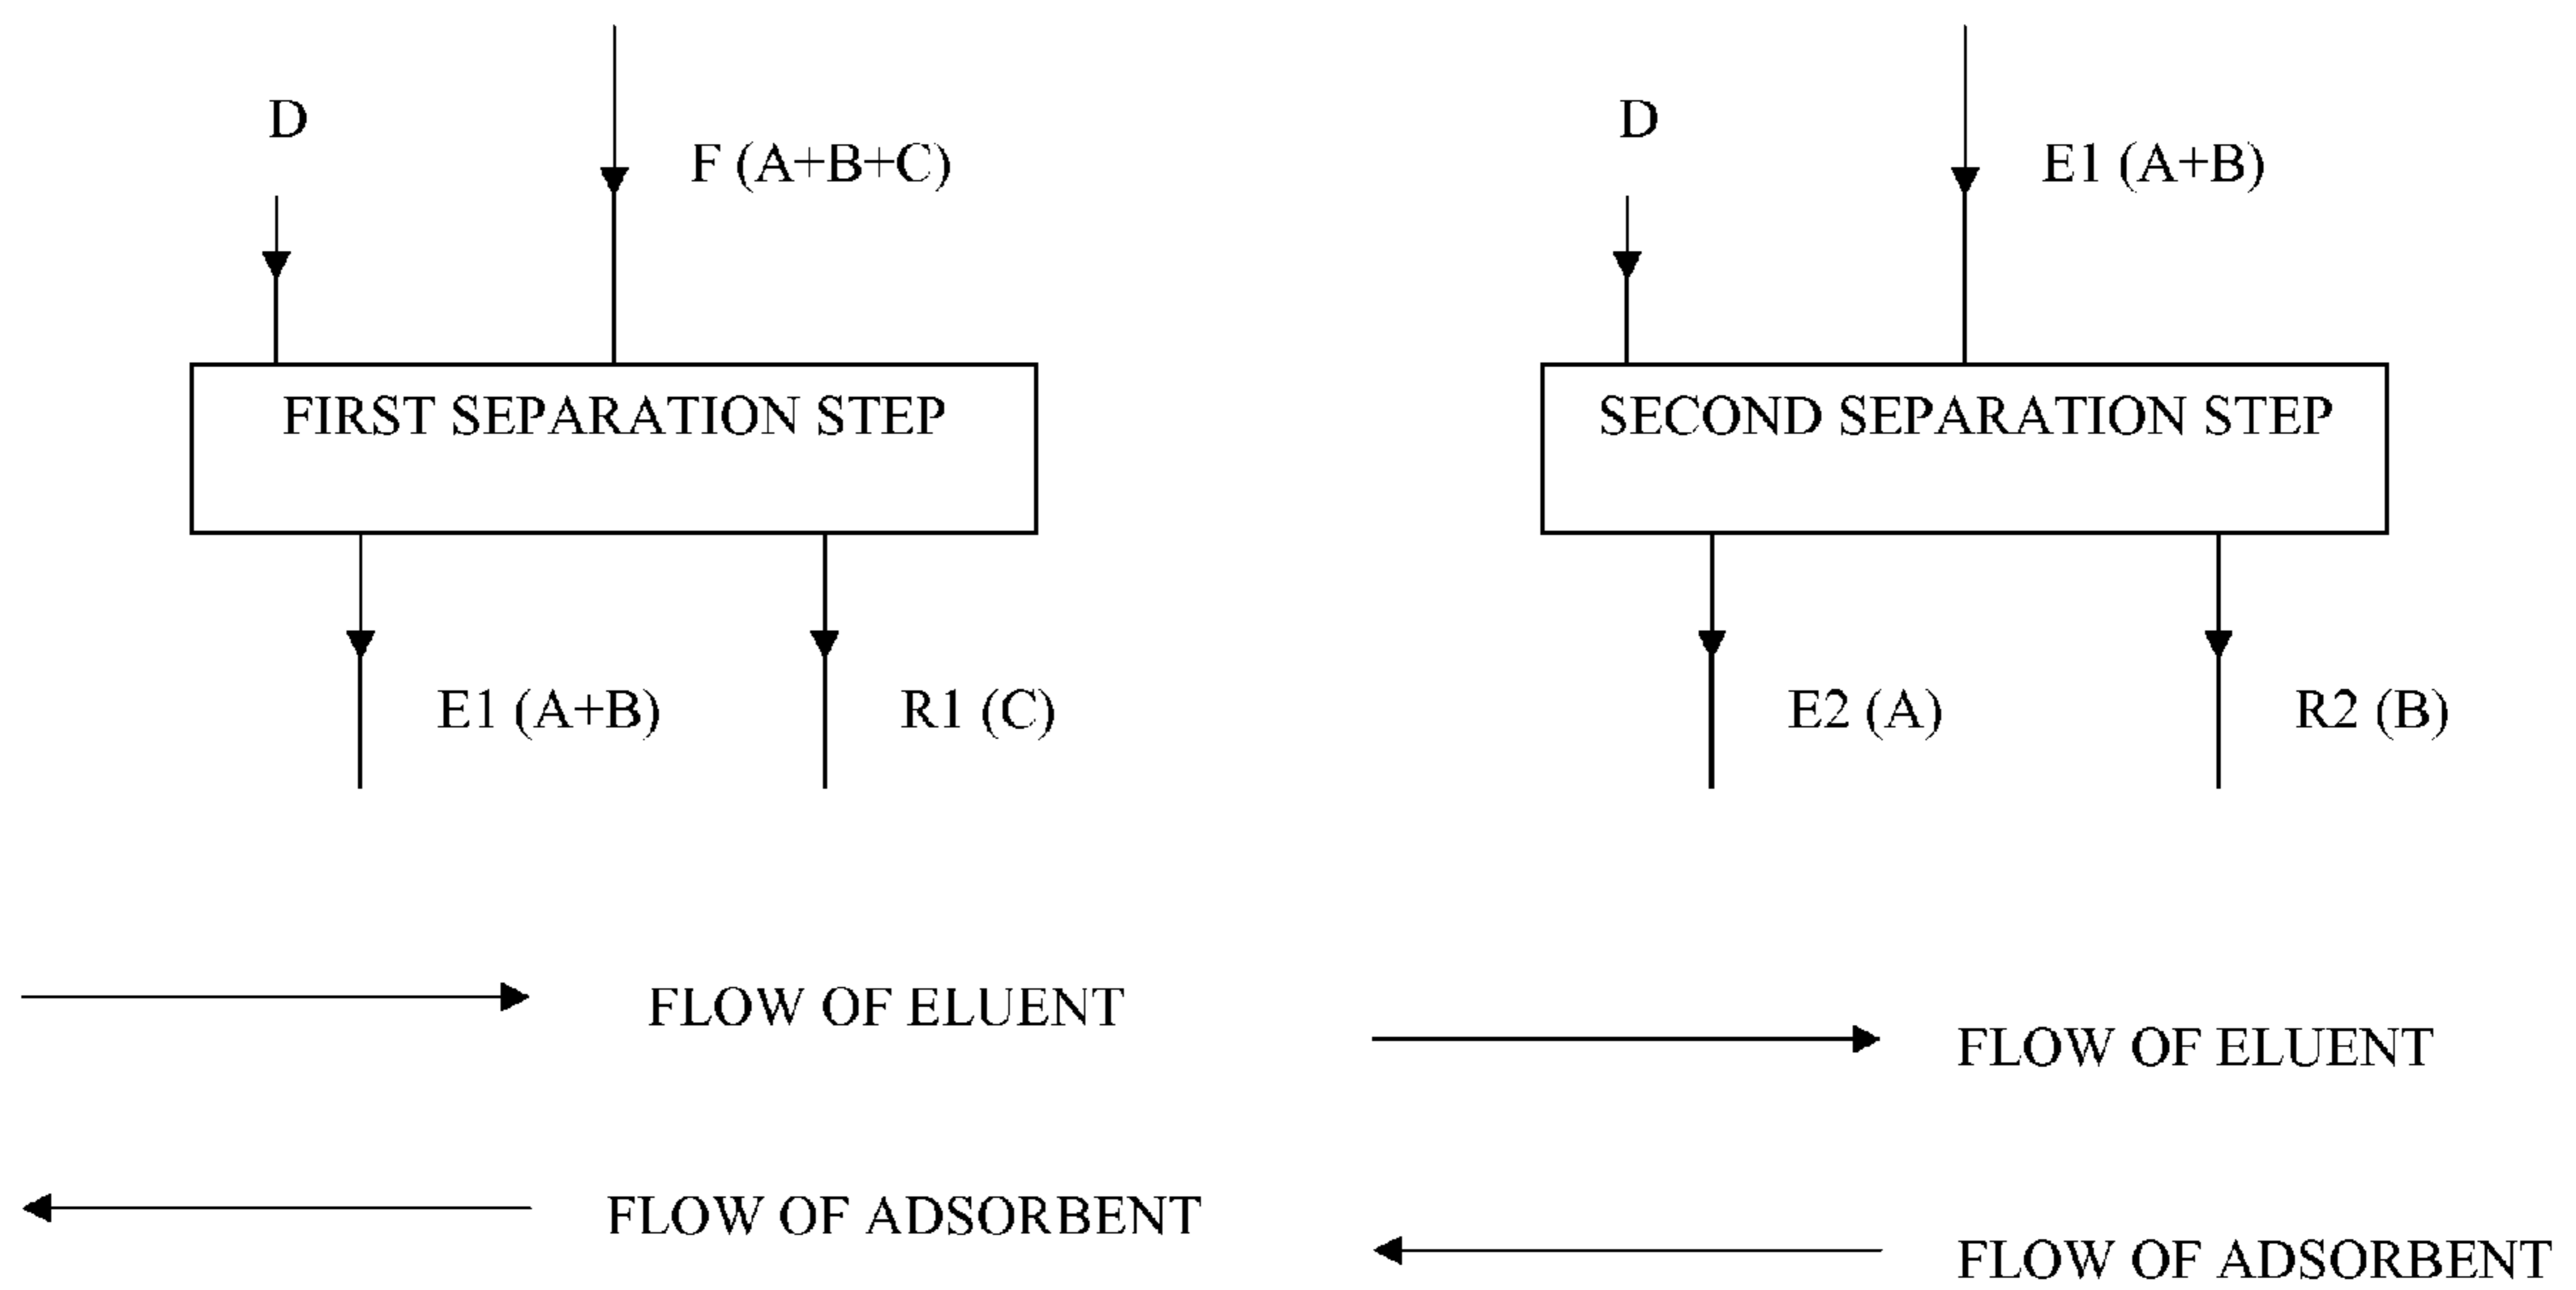 D
F (A+B+C)
FIRST SEPARATION STEP
E1 (A+B)
R1 (C)
FLOW OF ELUENT
FLOW OF ADSORBENT
D
E1 (A+B)
SECOND SEPARATION STEP
E2 (A)
R2 (B)
FLOW OF ELUENT
FLOW OF ADSORBENT